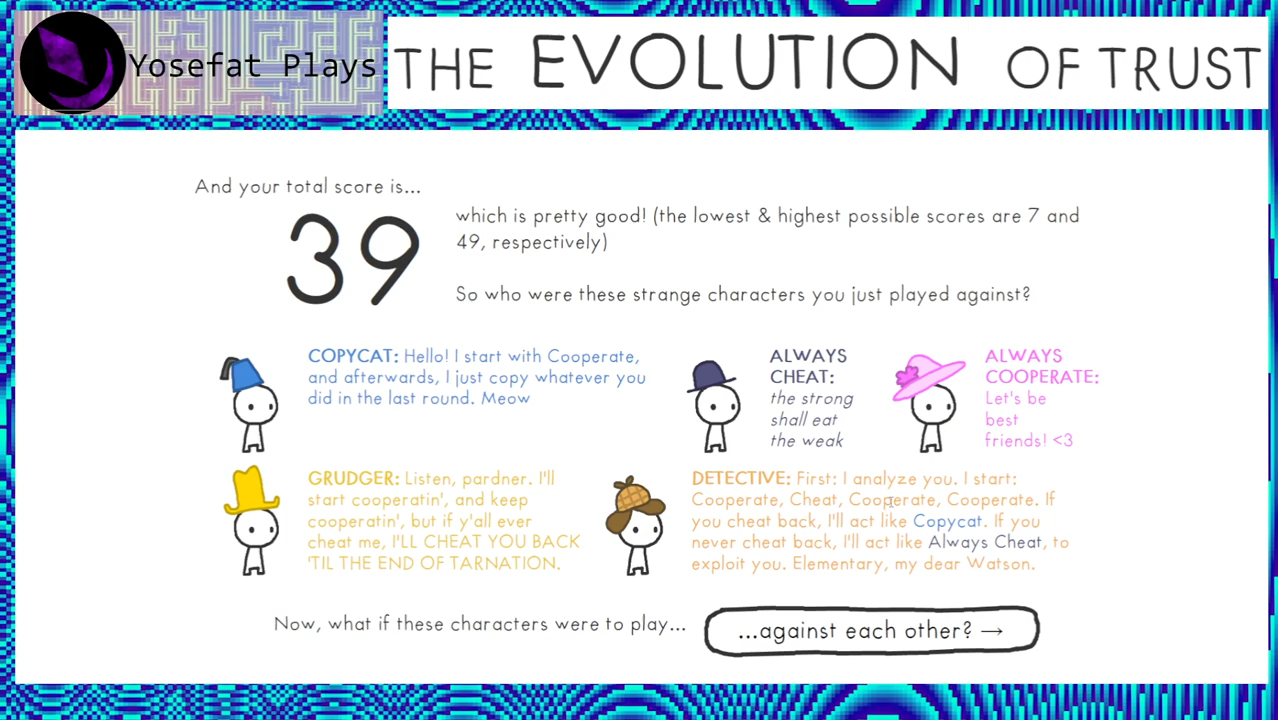 Yosefat Plays
THE EVOLUTION OF TRUST
And your total score is...
39
which is pretty good! (the lowest & highest possible scores are 7 and
49, respectively)
So who were these strange characters you just played against?
COPYCAT: Hello! I start with Cooperate,
and afterwards, I just copy whatever you
did in the last round. Meow
ALWAYS
CHEAT:
the strong
shall eat
the weak
ALWAYS
COOPERATE:
Let's be
best
friends! <3
GRUDGER: Listen, pardner. I'll
start cooperatin', and keep
cooperatin', but if y'all ever
cheat me, I'LL CHEAT YOU BACK
'TIL THE END OF TARNATION.
DETECTIVE: First: I analyze you. I start:
Cooperate, Cheat, Cooperate, Cooperate. If
you cheat back, I'll act like Copycat. If you
never cheat back, I'll act like Always Cheat, to
exploit you. Elementary, my dear Watson.
Now, what if these characters were to play...
...against each other? →